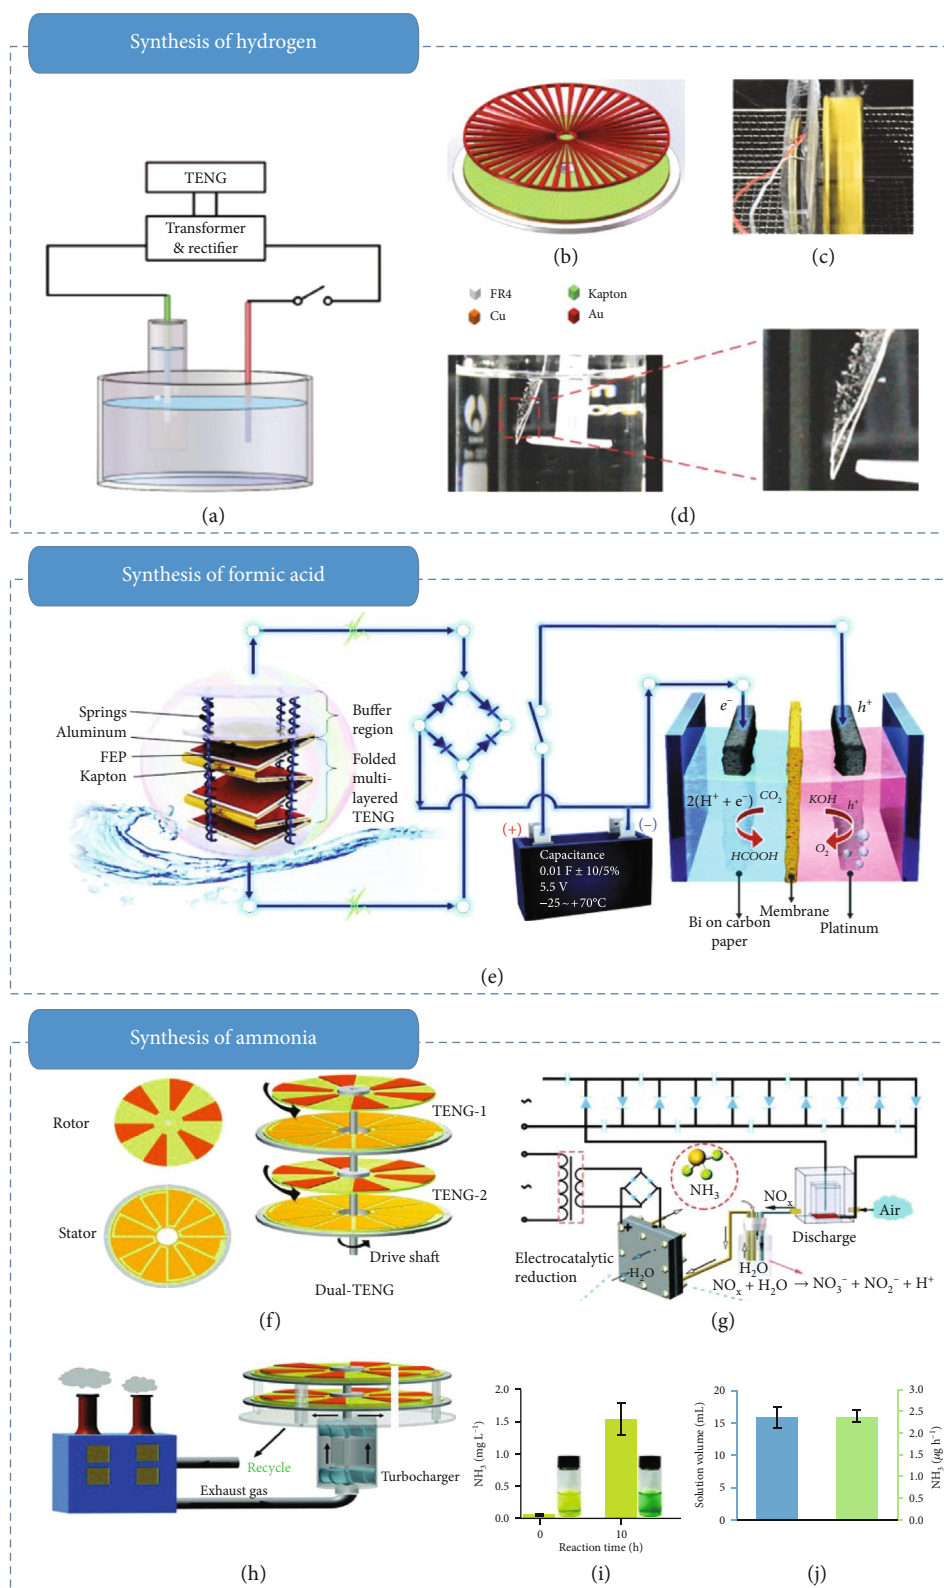 Synthesis of hydrogen
TENG
Transformer
& rectifier
(a)
(b)
(c)
FR4
Kapton
Cu
Au
(d)
Synthesis of formic acid
Springs
Aluminum
FEP
Kapton
Buffer
region
Folded
multi-
layered
TENG
e⁻
h⁺
2(H⁺ + e⁻)
CO₂
HCOOH
KOH
h⁺
O₂
(+)
(−)
Capacitance
0.01 F ± 10/5%
5.5 V
−25 ~ +70°C
Bi on carbon
paper
Membrane
Platinum
(e)
Synthesis of ammonia
Rotor
Stator
TENG-1
TENG-2
Drive shaft
Dual-TENG
(f)
~
~
NH₃
NOₓ
Air
Discharge
Electrocatalytic
reduction
+
H₂O
H₂O
NOₓ + H₂O → NO₃⁻ + NO₂⁻ + H⁺
(g)
Recycle
Exhaust gas
Turbocharger
(h)
NH₃ (mg L⁻¹)
2.0
1.5
1.0
0.5
0.0
0
10
Reaction time (h)
(i)
Solution volume (mL)
20
15
10
5
0
3.0
2.5
2.0
1.5
1.0
0.5
0.0
NH₃ (μg h⁻¹)
(j)